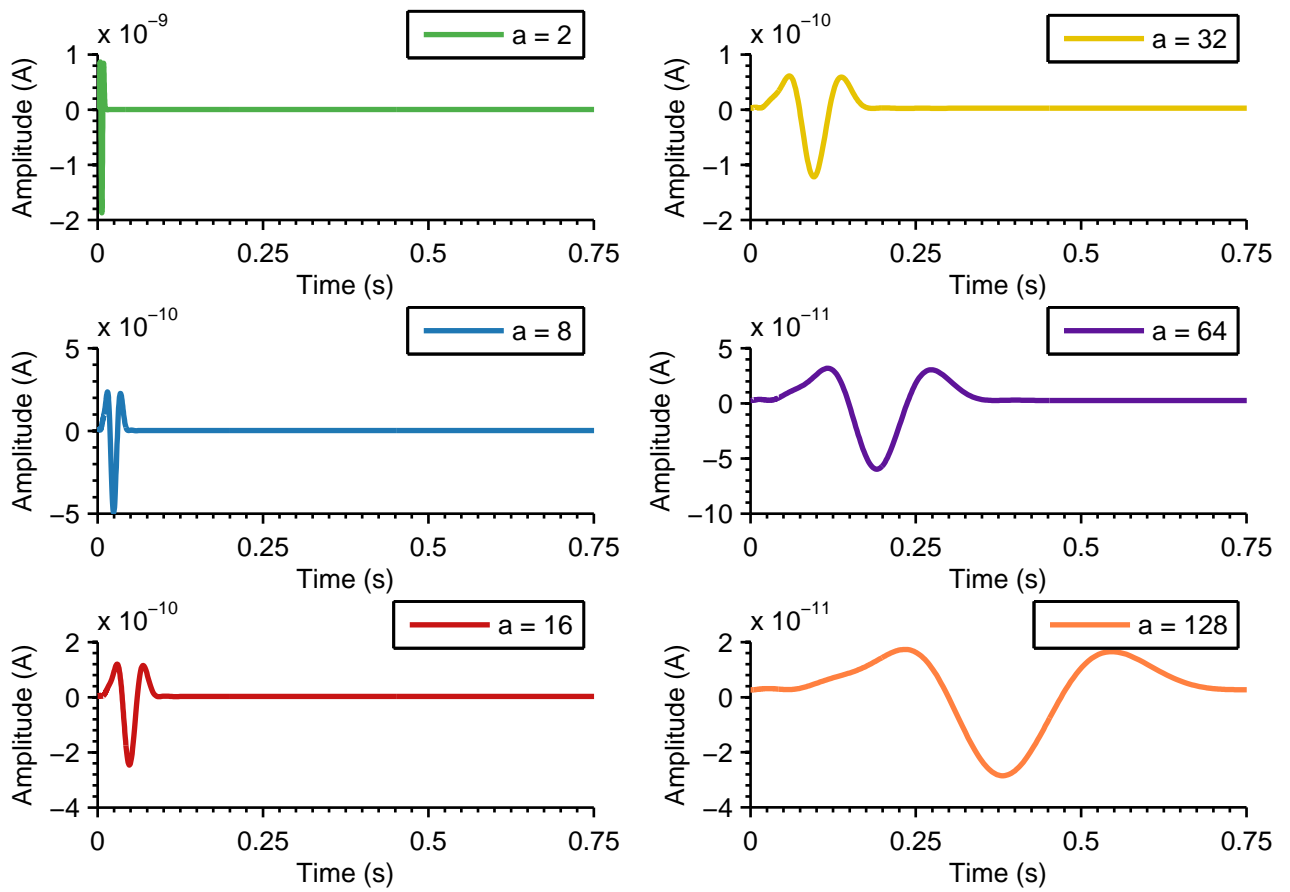 x 10⁻⁹
a = 2
Amplitude (A)
1
0
−1
−2
0 0.25 0.5 0.75
Time (s)
x 10⁻¹⁰
a = 32
Amplitude (A)
1
0
−1
−2
0 0.25 0.5 0.75
Time (s)
x 10⁻¹⁰
a = 8
Amplitude (A)
5
0
−5
0 0.25 0.5 0.75
Time (s)
x 10⁻¹¹
a = 64
Amplitude (A)
5
0
−5
−10
0 0.25 0.5 0.75
Time (s)
x 10⁻¹⁰
a = 16
Amplitude (A)
2
0
−2
−4
0 0.25 0.5 0.75
Time (s)
x 10⁻¹¹
a = 128
Amplitude (A)
2
0
−2
−4
0 0.25 0.5 0.75
Time (s)